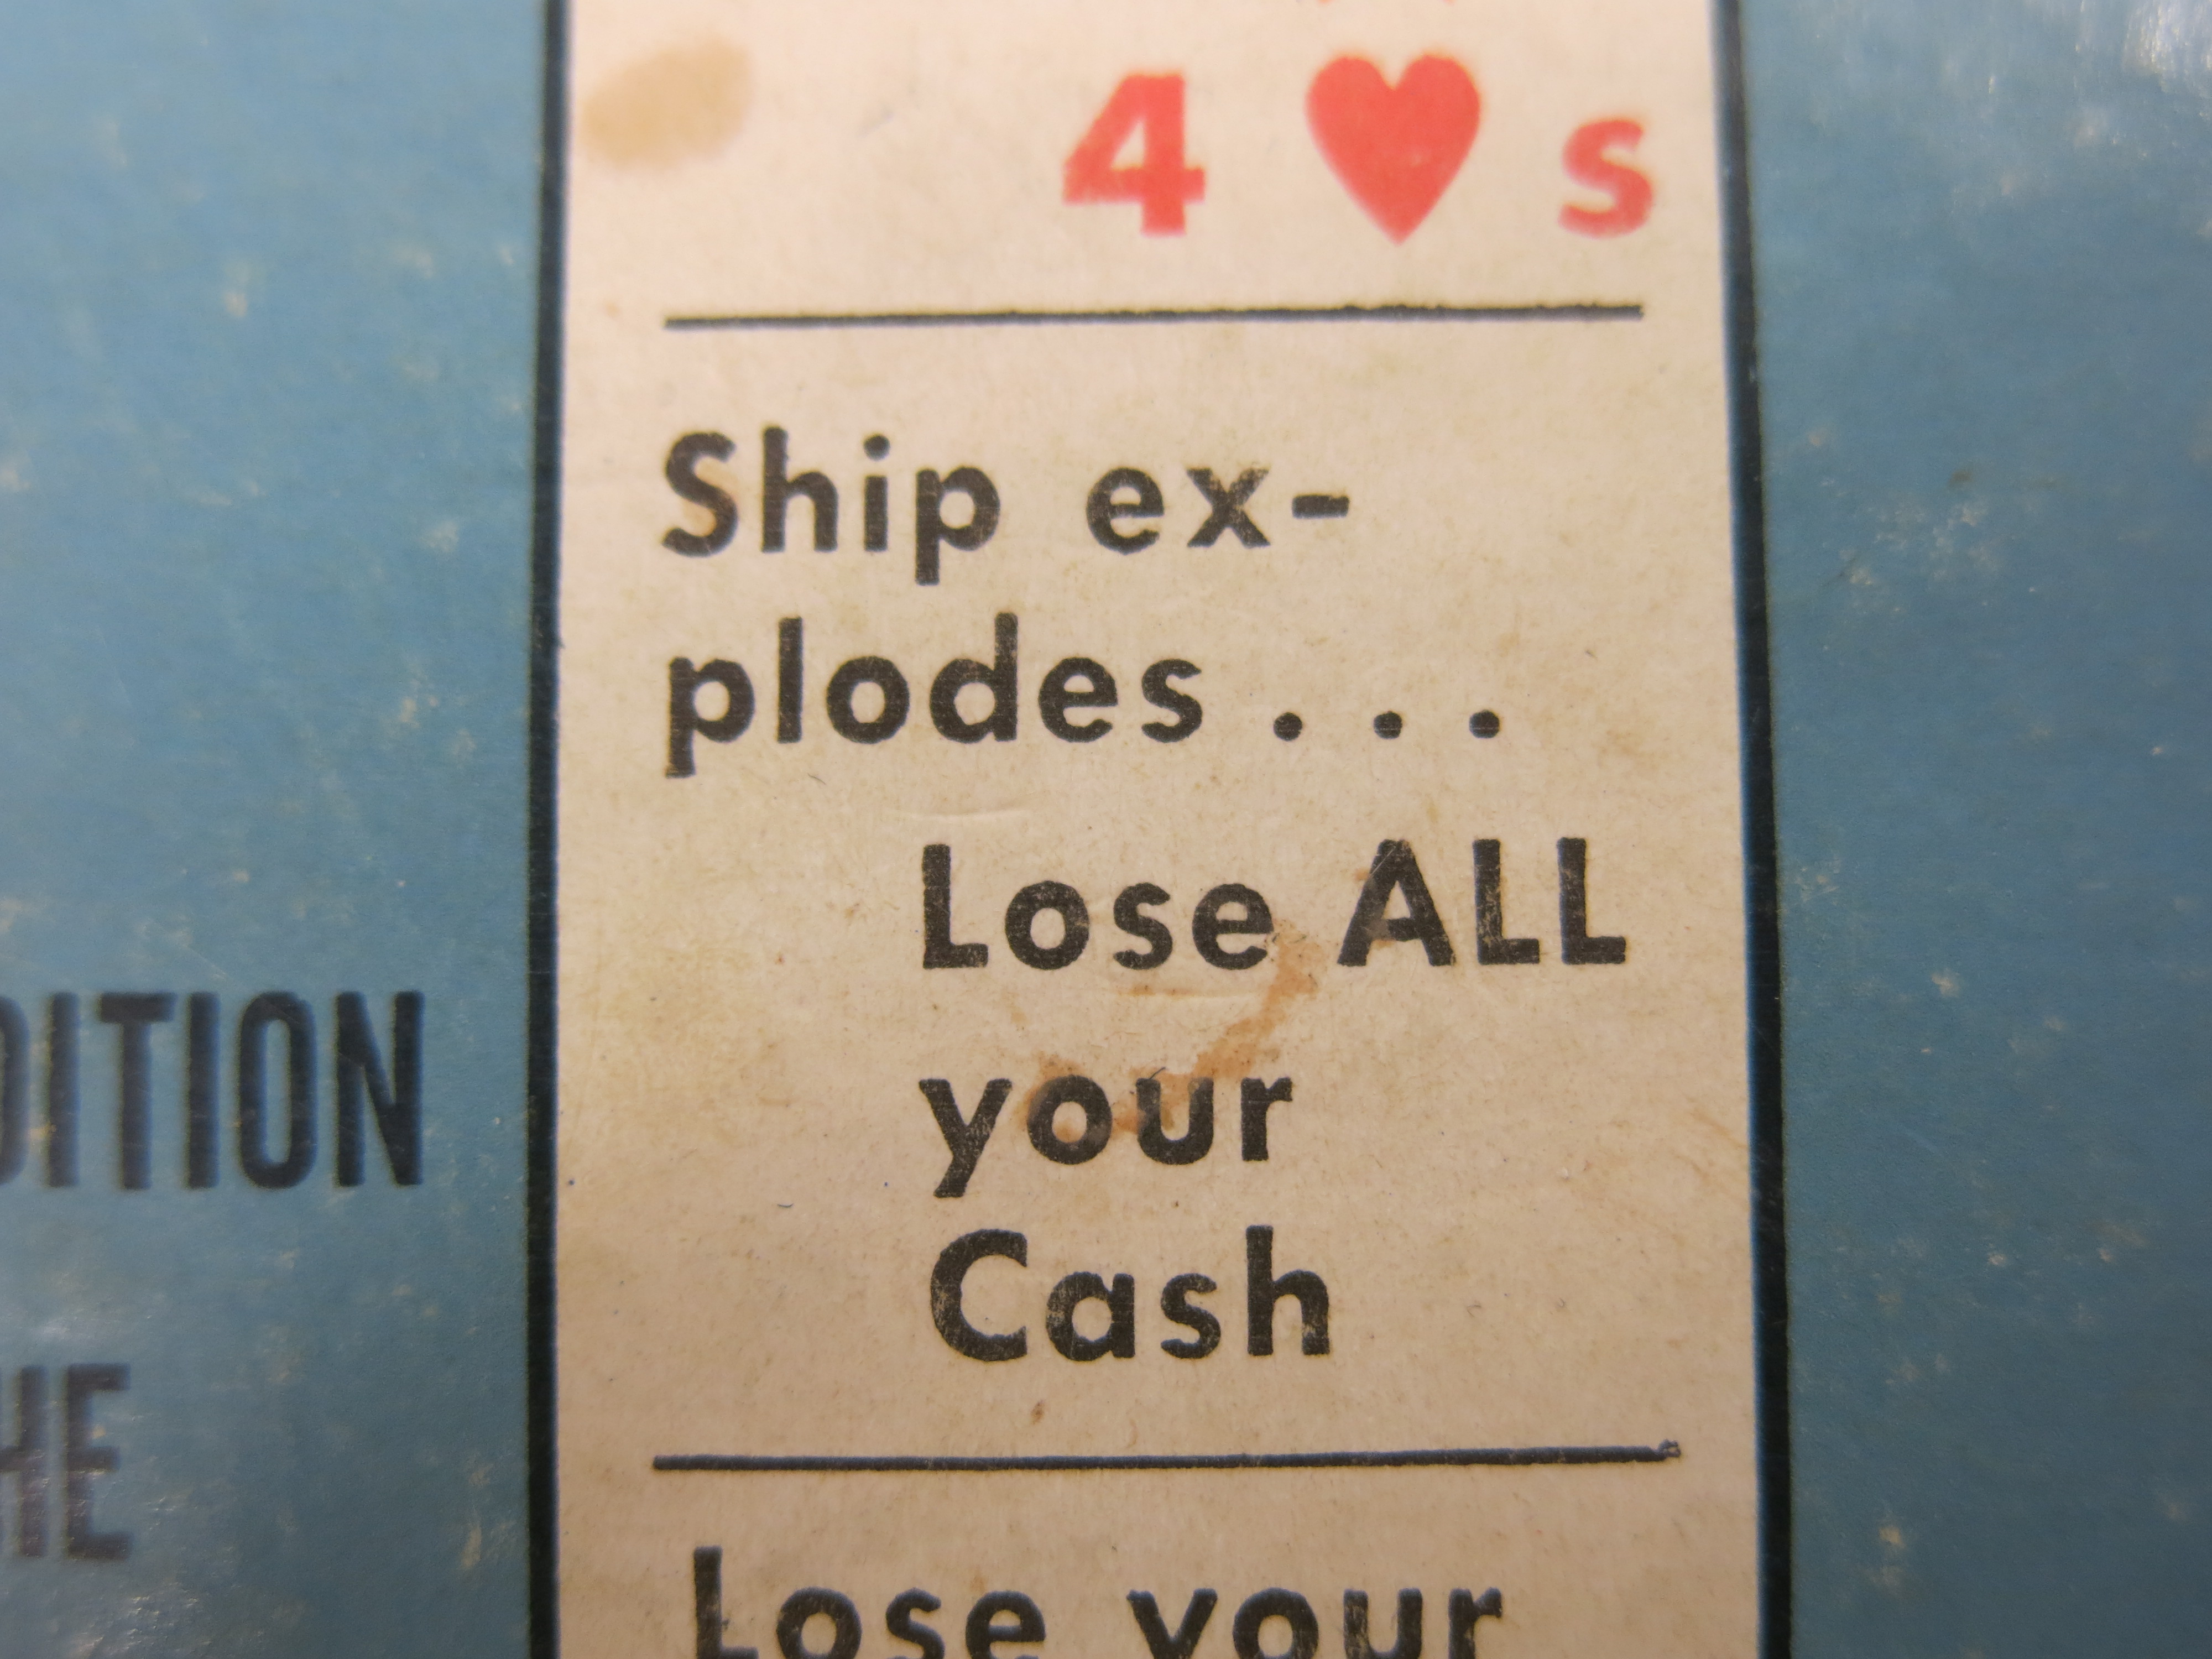 4 ♥ s
Ship ex-
plodes . . .
Lose ALL
your
Cash
Lose your
DITION
HE